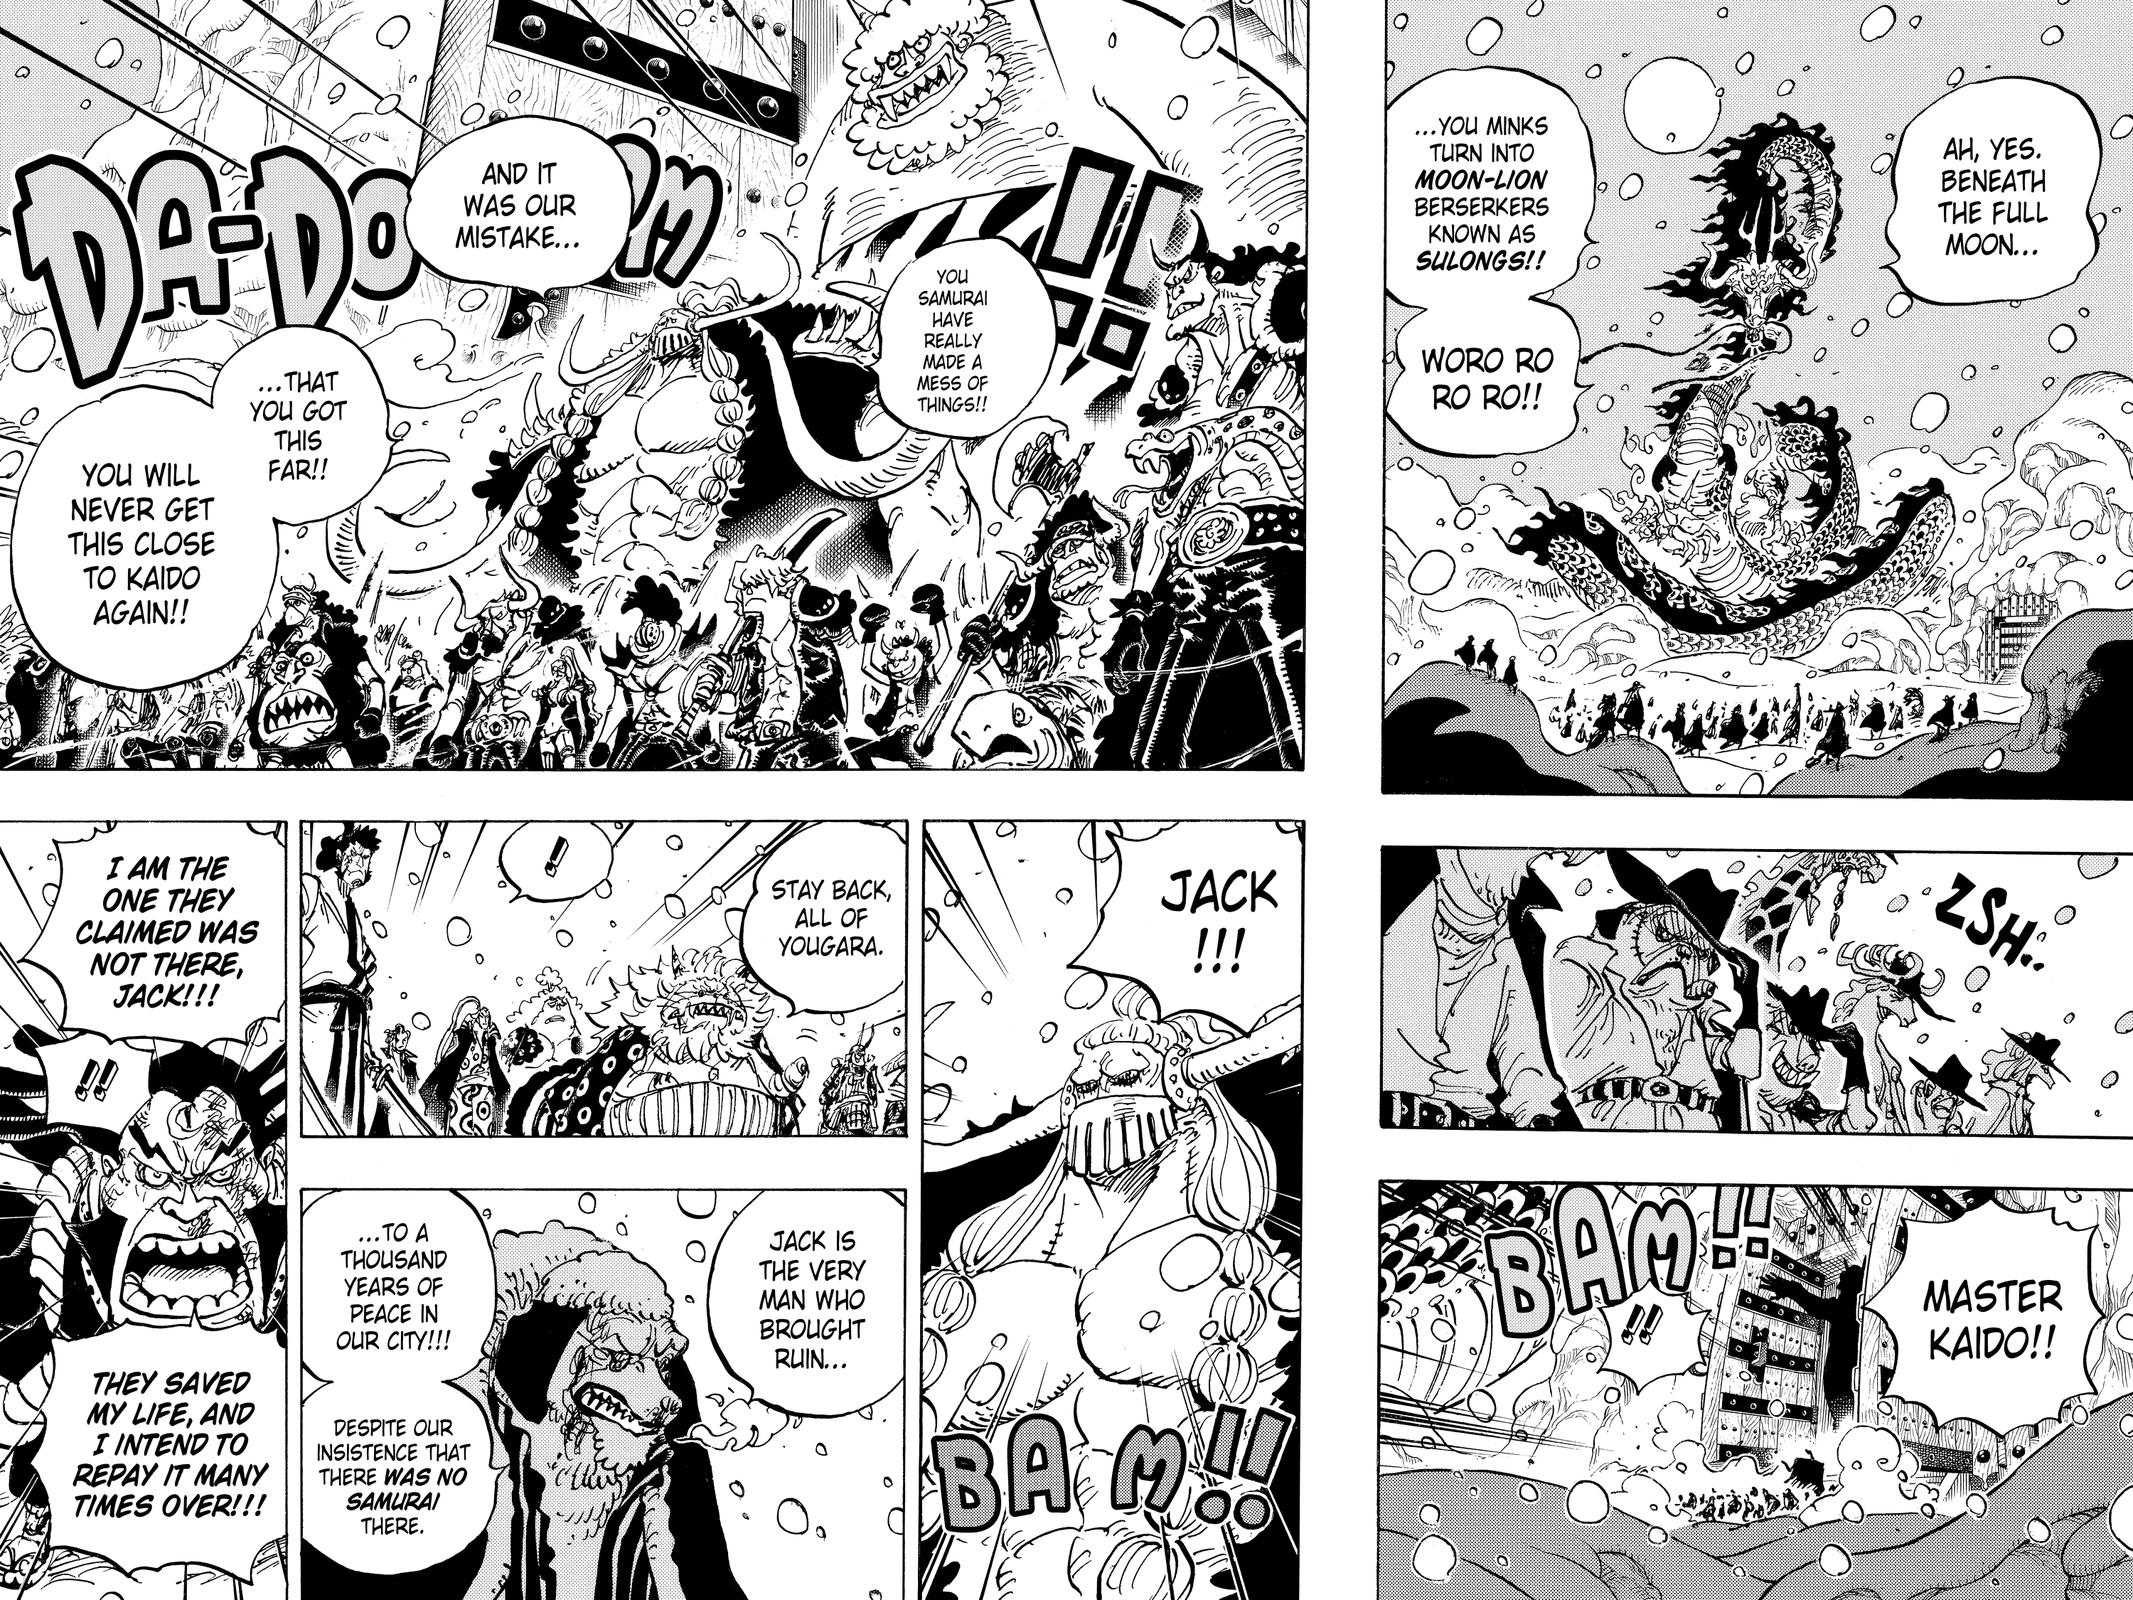 AH, YES.
BENEATH
THE FULL
MOON...
...YOU MINKS
TURN INTO
MOON-LION
BERSERKERS
KNOWN AS
SULONGS!!
WORO RO
RO RO!!
ZSH..
MASTER
KAIDO!!
!!
BAM!!
YOU
SAMURAI
HAVE
REALLY
MADE A
MESS OF
THINGS!!
!!
AND IT
WAS OUR
MISTAKE...
DA-DOOM
...THAT
YOU GOT
THIS
FAR!!
YOU WILL
NEVER GET
THIS CLOSE
TO KAIDO
AGAIN!!
JACK
!!!
BAM!!
STAY BACK,
ALL OF
YOUGARA.
!
JACK IS
THE VERY
MAN WHO
BROUGHT
RUIN...
...TO A
THOUSAND
YEARS OF
PEACE IN
OUR CITY!!!
DESPITE OUR
INSISTENCE THAT
THERE WAS NO
SAMURAI
THERE.
I AM THE
ONE THEY
CLAIMED WAS
NOT THERE,
JACK!!!
!!
THEY SAVED
MY LIFE, AND
I INTEND TO
REPAY IT MANY
TIMES OVER!!!